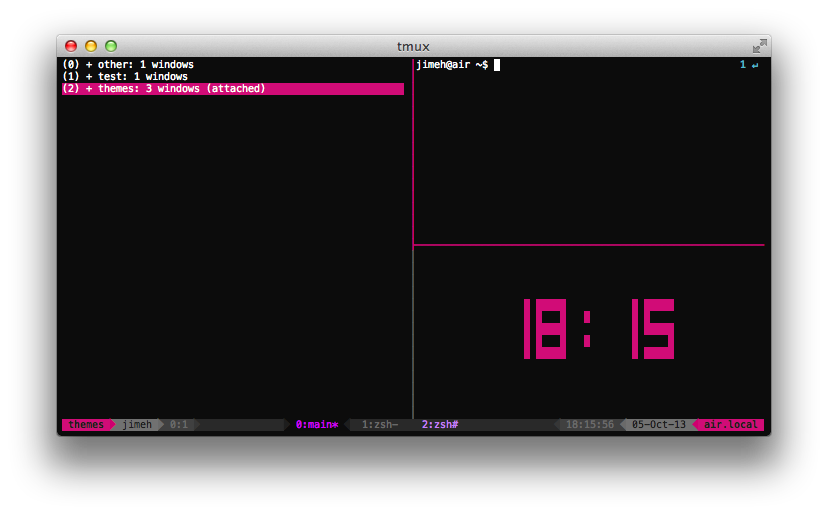 tmux
(0) + other: 1 windows
(1) + test: 1 windows
(2) + themes: 3 windows (attached)
jimeh@air ~$
1 ↵
18:15
themes jimeh 0:1 0:main* 1:zsh- 2:zsh# 18:15:56 05-Oct-13 air.local